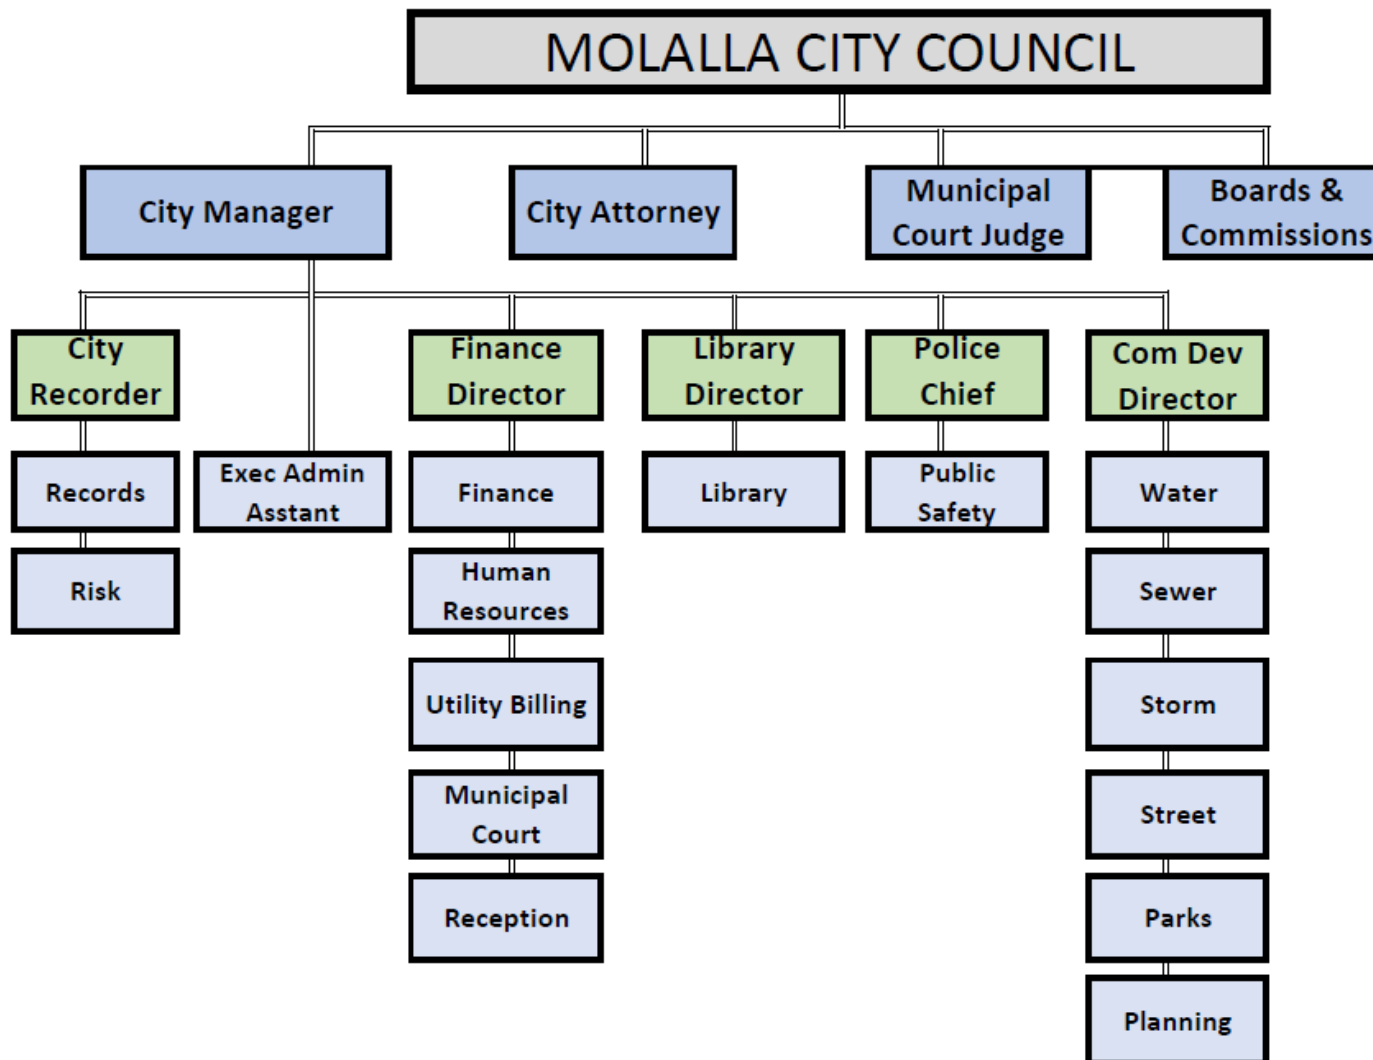 MOLALLA CITY COUNCIL
City Manager
City Attorney
Municipal
Court Judge
Boards &
Commissions
City
Recorder
Finance
Director
Library
Director
Police
Chief
Com Dev
Director
Records
Exec Admin
Asstant
Finance
Library
Public
Safety
Water
Risk
Human
Resources
Sewer
Utility Billing
Storm
Municipal
Court
Street
Reception
Parks
Planning